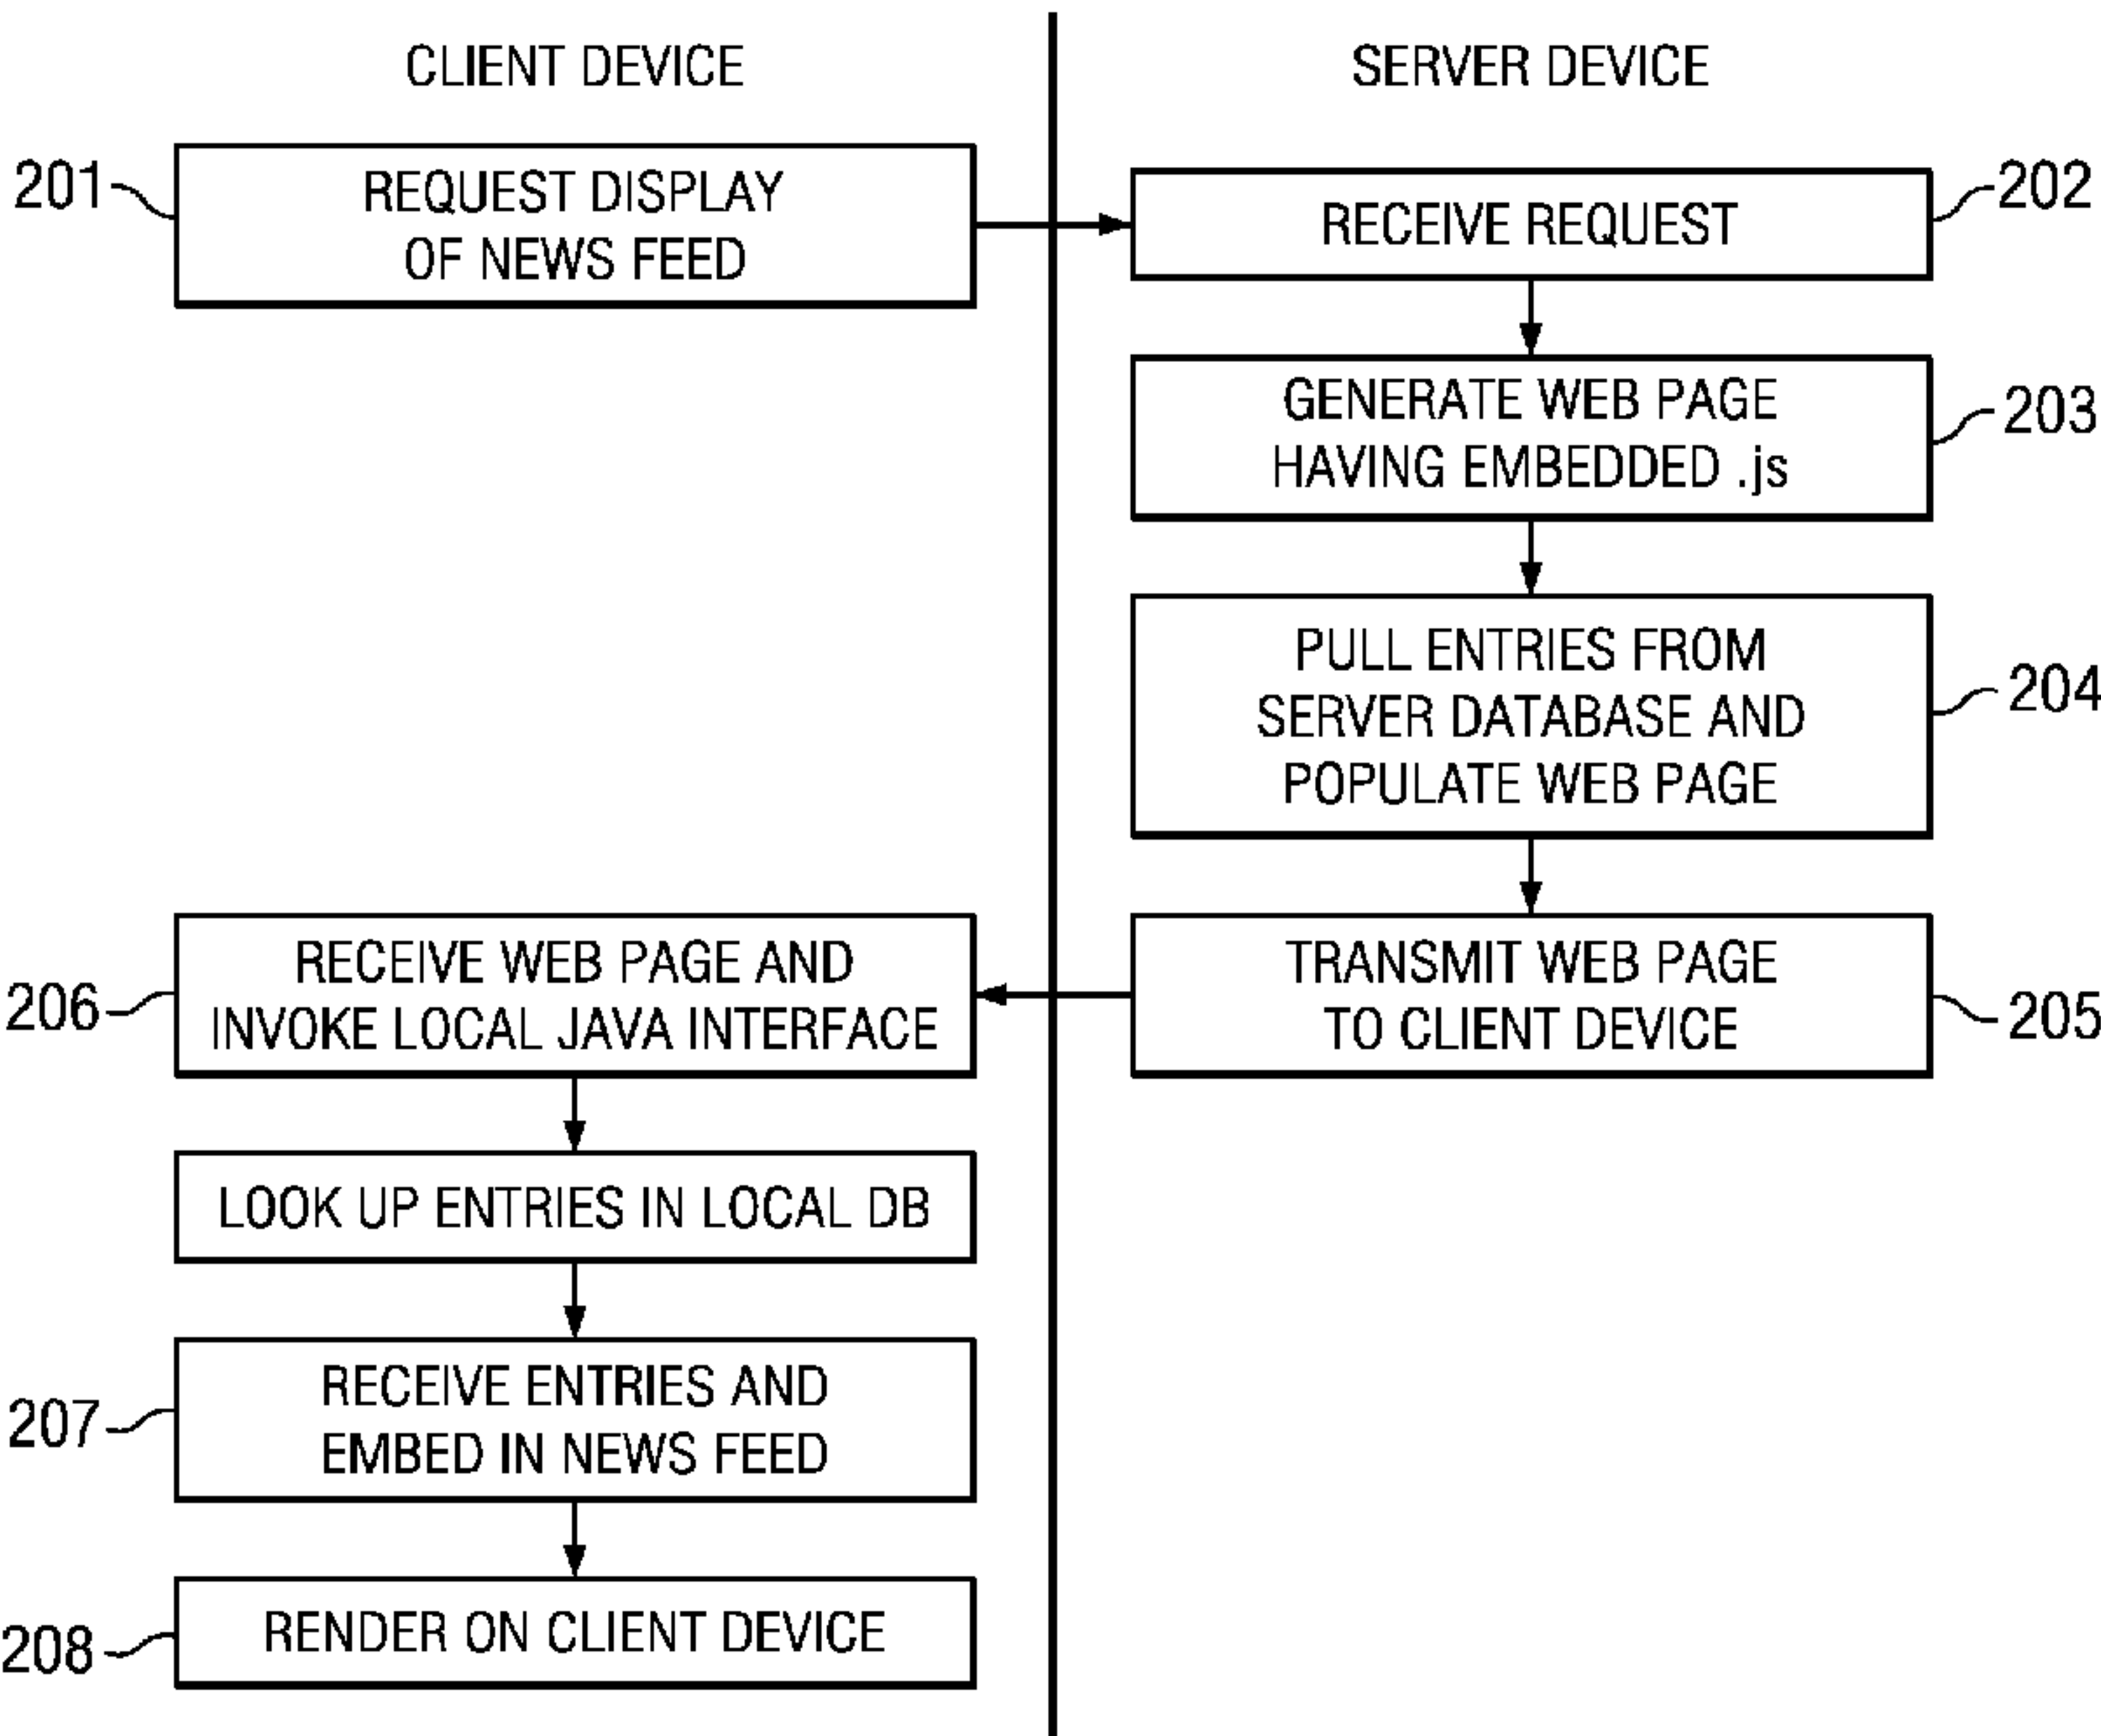 CLIENT DEVICE
SERVER DEVICE
201
REQUEST DISPLAY
OF NEWS FEED
RECEIVE REQUEST
202
GENERATE WEB PAGE
HAVING EMBEDDED .js
203
PULL ENTRIES FROM
SERVER DATABASE AND
POPULATE WEB PAGE
204
TRANSMIT WEB PAGE
TO CLIENT DEVICE
205
206
RECEIVE WEB PAGE AND
INVOKE LOCAL JAVA INTERFACE
LOOK UP ENTRIES IN LOCAL DB
207
RECEIVE ENTRIES AND
EMBED IN NEWS FEED
208
RENDER ON CLIENT DEVICE